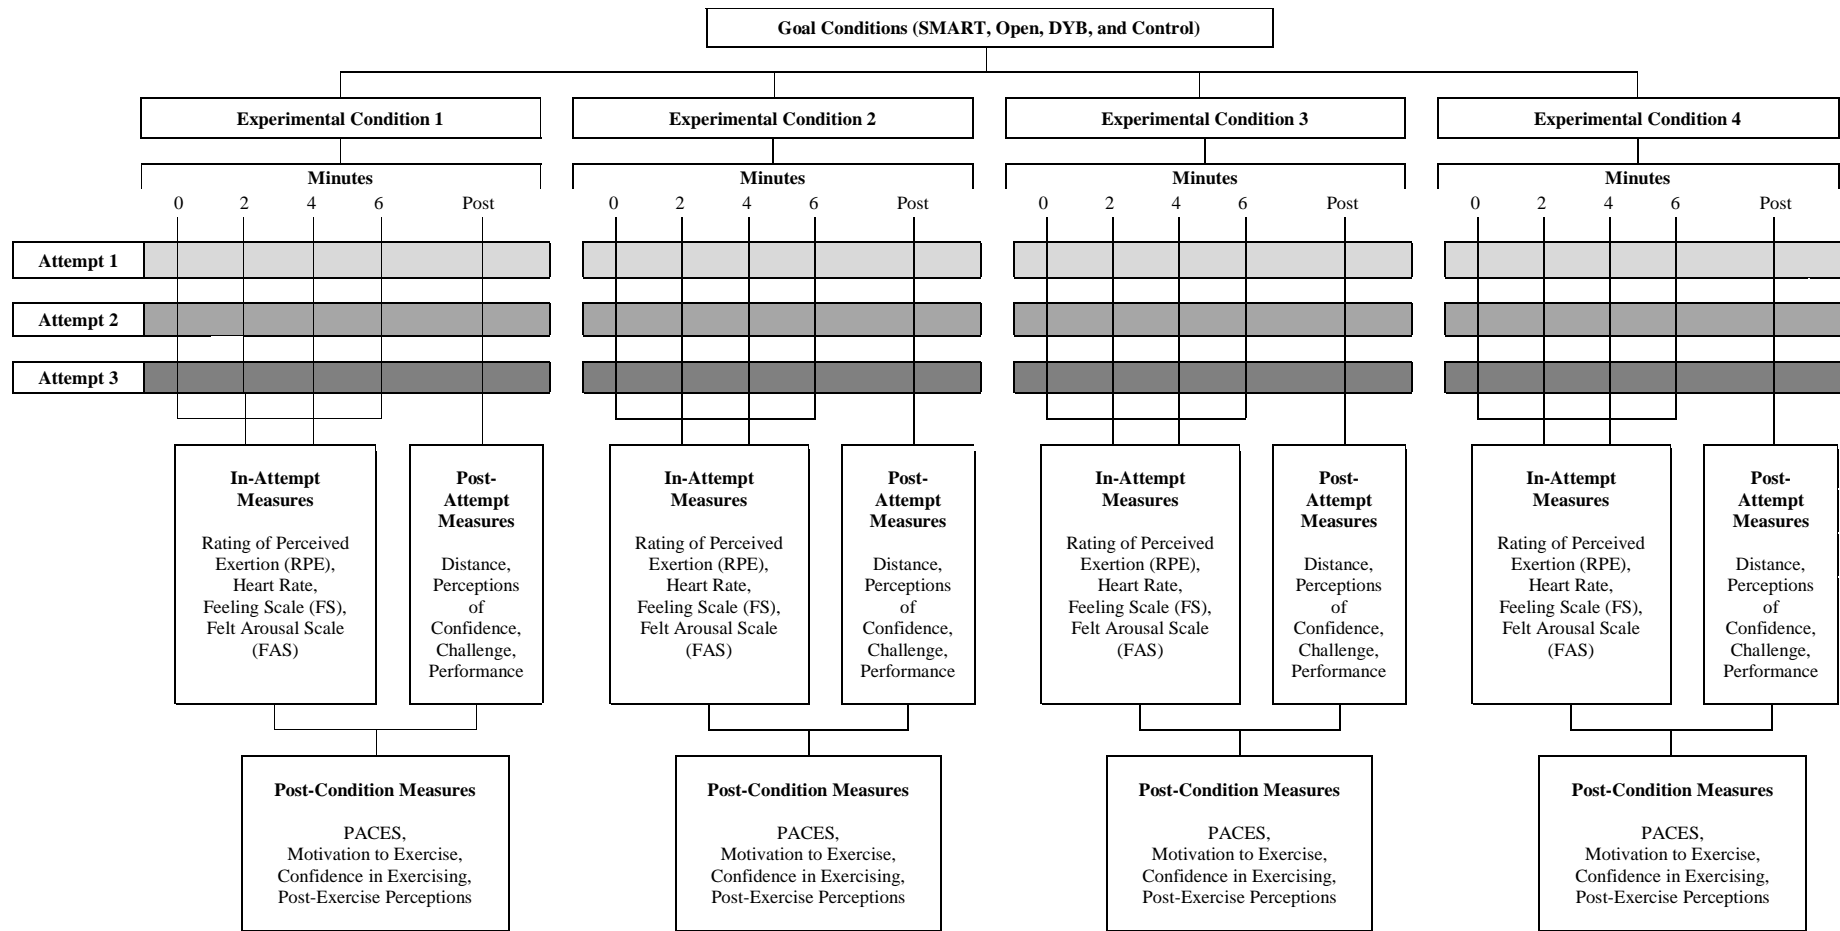 Goal Conditions (SMART, Open, DYB, and Control)
Experimental Condition 1
Experimental Condition 2
Experimental Condition 3
Experimental Condition 4
Minutes
Minutes
Minutes
Minutes
0 2 4 6 Post
0 2 4 6 Post
0 2 4 6 Post
0 2 4 6 Post
Attempt 1
Attempt 2
Attempt 3
In-Attempt
Measures
Rating of Perceived
Exertion (RPE),
Heart Rate,
Feeling Scale (FS),
Felt Arousal Scale
(FAS)
Post-
Attempt
Measures
Distance,
Perceptions
of
Confidence,
Challenge,
Performance
In-Attempt
Measures
Rating of Perceived
Exertion (RPE),
Heart Rate,
Feeling Scale (FS),
Felt Arousal Scale
(FAS)
Post-
Attempt
Measures
Distance,
Perceptions
of
Confidence,
Challenge,
Performance
In-Attempt
Measures
Rating of Perceived
Exertion (RPE),
Heart Rate,
Feeling Scale (FS),
Felt Arousal Scale
(FAS)
Post-
Attempt
Measures
Distance,
Perceptions
of
Confidence,
Challenge,
Performance
In-Attempt
Measures
Rating of Perceived
Exertion (RPE),
Heart Rate,
Feeling Scale (FS),
Felt Arousal Scale
(FAS)
Post-
Attempt
Measures
Distance,
Perceptions
of
Confidence,
Challenge,
Performance
Post-Condition Measures
PACES,
Motivation to Exercise,
Confidence in Exercising,
Post-Exercise Perceptions
Post-Condition Measures
PACES,
Motivation to Exercise,
Confidence in Exercising,
Post-Exercise Perceptions
Post-Condition Measures
PACES,
Motivation to Exercise,
Confidence in Exercising,
Post-Exercise Perceptions
Post-Condition Measures
PACES,
Motivation to Exercise,
Confidence in Exercising,
Post-Exercise Perceptions